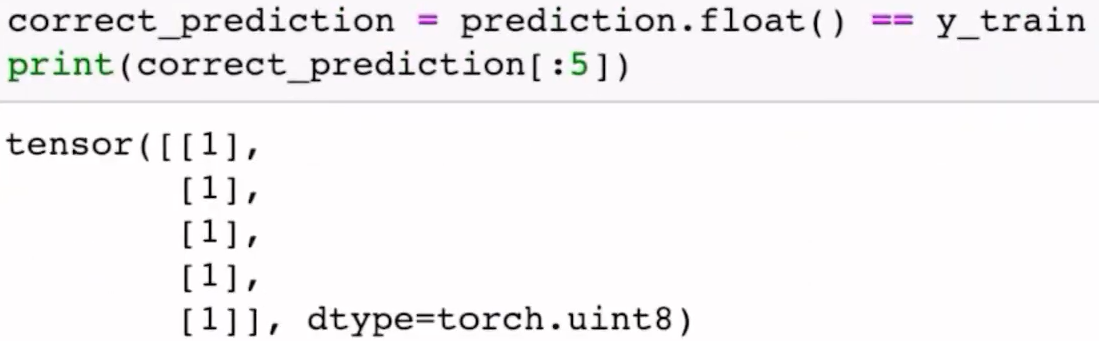 correct_prediction = prediction.float() == y_train
print(correct_prediction[:5])
tensor([[1],
        [1],
        [1],
        [1],
        [1]], dtype=torch.uint8)